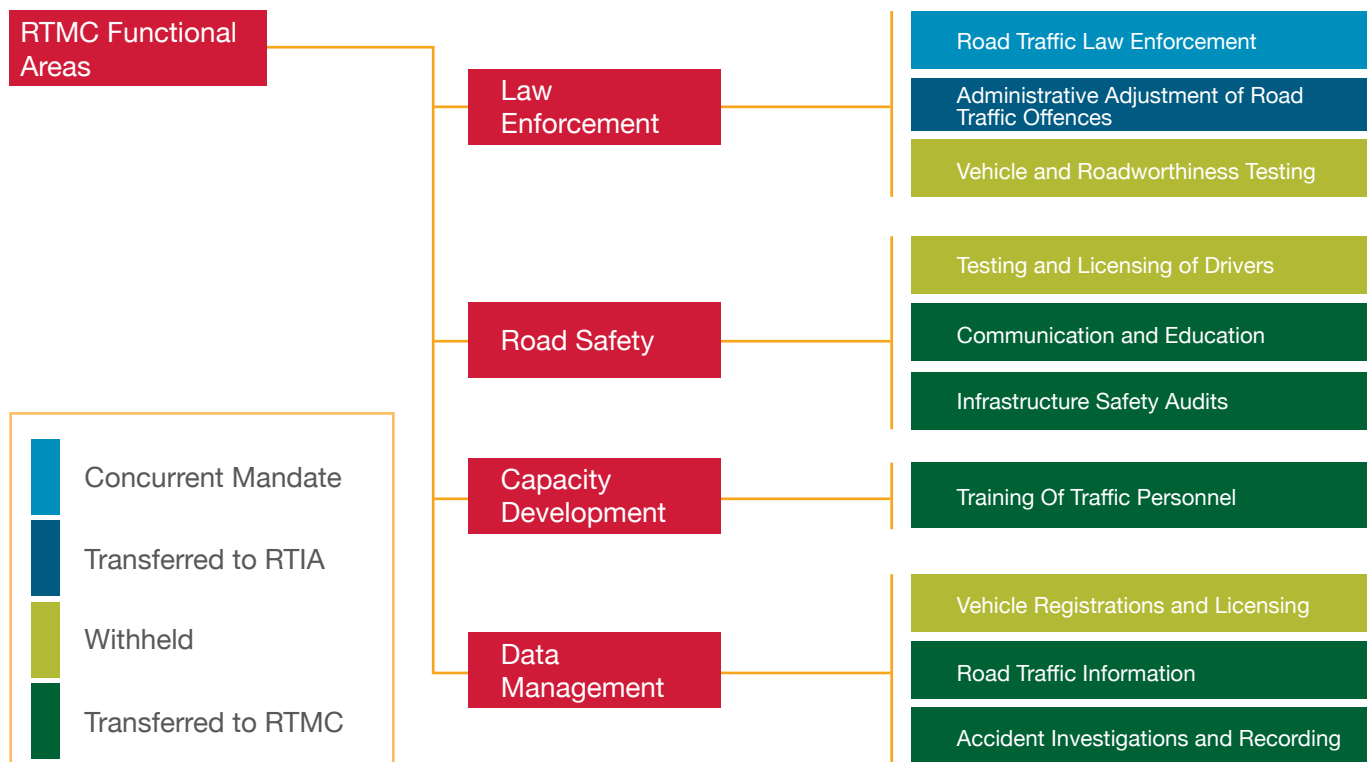 RTMC Functional
Areas
Law
Enforcement
Road Traffic Law Enforcement
Administrative Adjustment of Road
Traffic Offences
Vehicle and Roadworthiness Testing
Road Safety
Testing and Licensing of Drivers
Communication and Education
Infrastructure Safety Audits
Capacity
Development
Training Of Traffic Personnel
Data
Management
Vehicle Registrations and Licensing
Road Traffic Information
Accident Investigations and Recording
Concurrent Mandate
Transferred to RTIA
Withheld
Transferred to RTMC